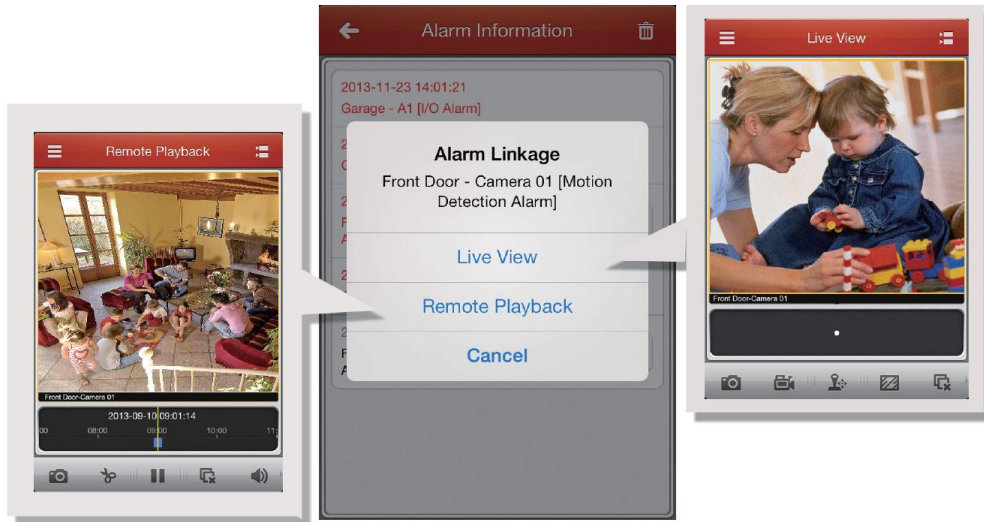 Remote Playback
Front Door-Camera 01
2013-09-10 09:01:14
:00 08:00 09:00 10:00 11:
Alarm Information
2013-11-23 14:01:21
Garage - A1 [I/O Alarm]
Alarm Linkage
Front Door - Camera 01 [Motion
Detection Alarm]
Live View
Remote Playback
Cancel
Live View
Front Door-Camera 01